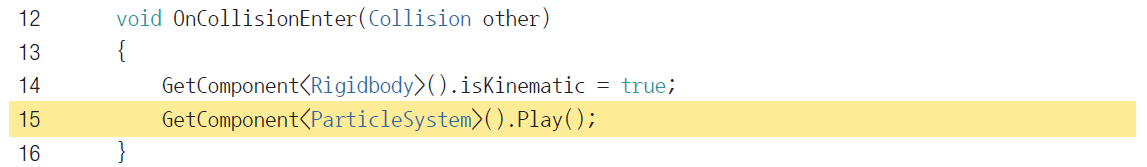 12 void OnCollisionEnter(Collision other)
13 {
14 GetComponent<Rigidbody>().isKinematic = true;
15 GetComponent<ParticleSystem>().Play();
16 }